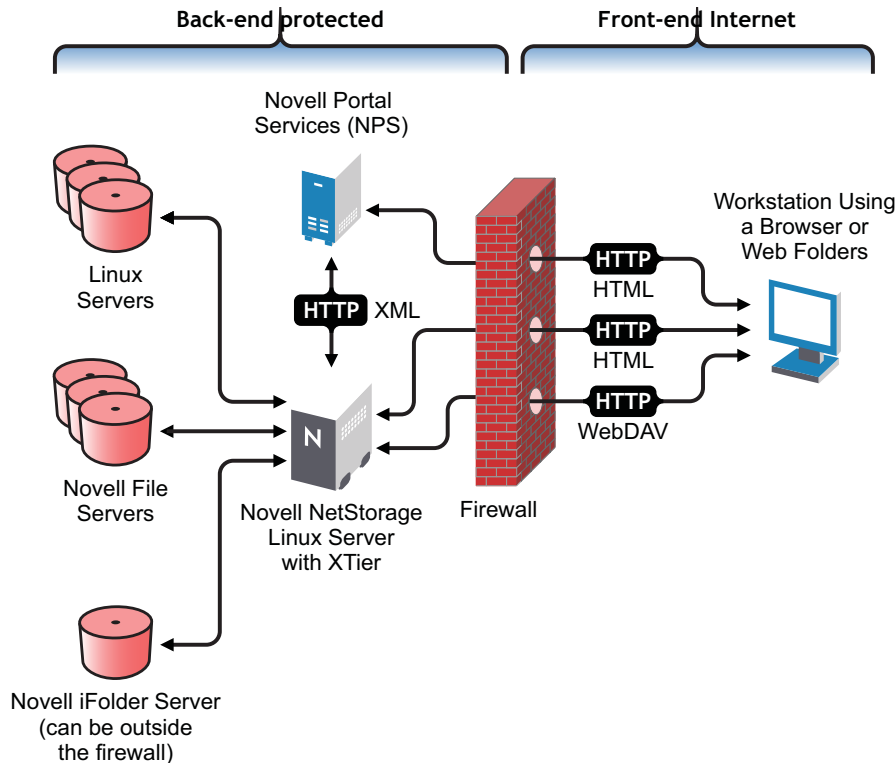 Back-end protected
Front-end Internet
Novell Portal
Services (NPS)
Workstation Using
a Browser or
Web Folders
Linux
Servers
HTTP
XML
HTTP
HTML
HTTP
HTML
HTTP
WebDAV
N
Novell File
Servers
Novell NetStorage
Linux Server
with XTier
Firewall
Novell iFolder Server
(can be outside
the firewall)